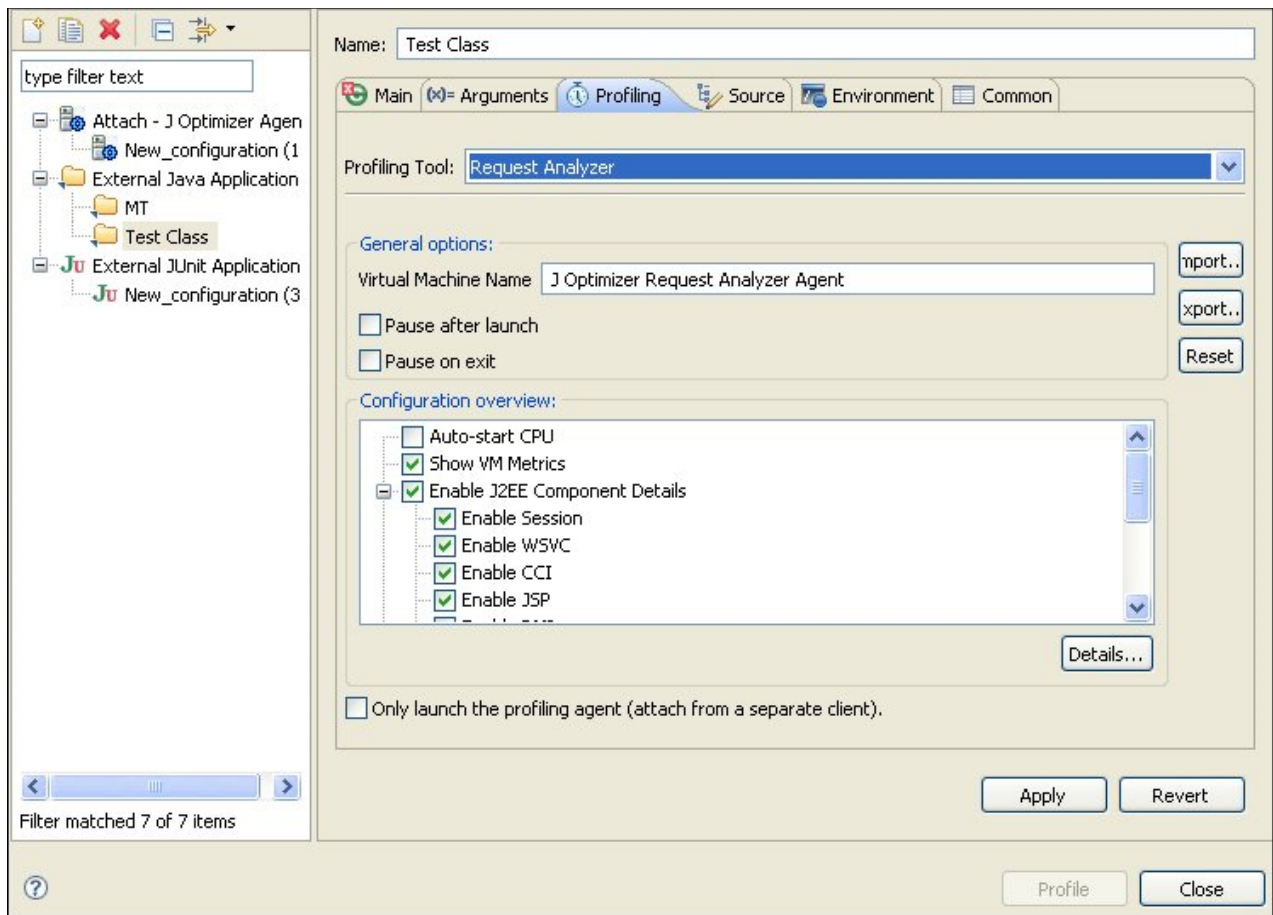 type filter text
Attach - J Optimizer Agen
New_configuration (1
External Java Application
MT
Test Class
JU External JUnit Application
JU New_configuration (3
Filter matched 7 of 7 items
Name: Test Class
Main (x)= Arguments Profiling Source Environment Common
Profiling Tool: Request Analyzer
General options:
Virtual Machine Name J Optimizer Request Analyzer Agent
Pause after launch
Pause on exit
mport..
xport..
Reset
Configuration overview:
Auto-start CPU
Show VM Metrics
Enable J2EE Component Details
Enable Session
Enable WSVC
Enable CCI
Enable JSP
Details...
Only launch the profiling agent (attach from a separate client).
Apply Revert
? Profile Close